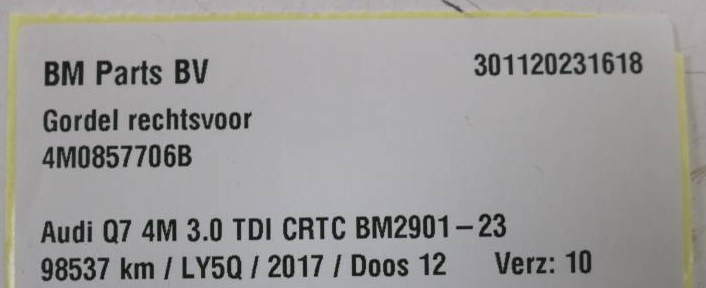 BM Parts BV 301120231618
Gordel rechtsvoor
4M0857706B
Audi Q7 4M 3.0 TDI CRTC BM2901-23
98537 km / LY5Q / 2017 / Doos 12 Verz: 10